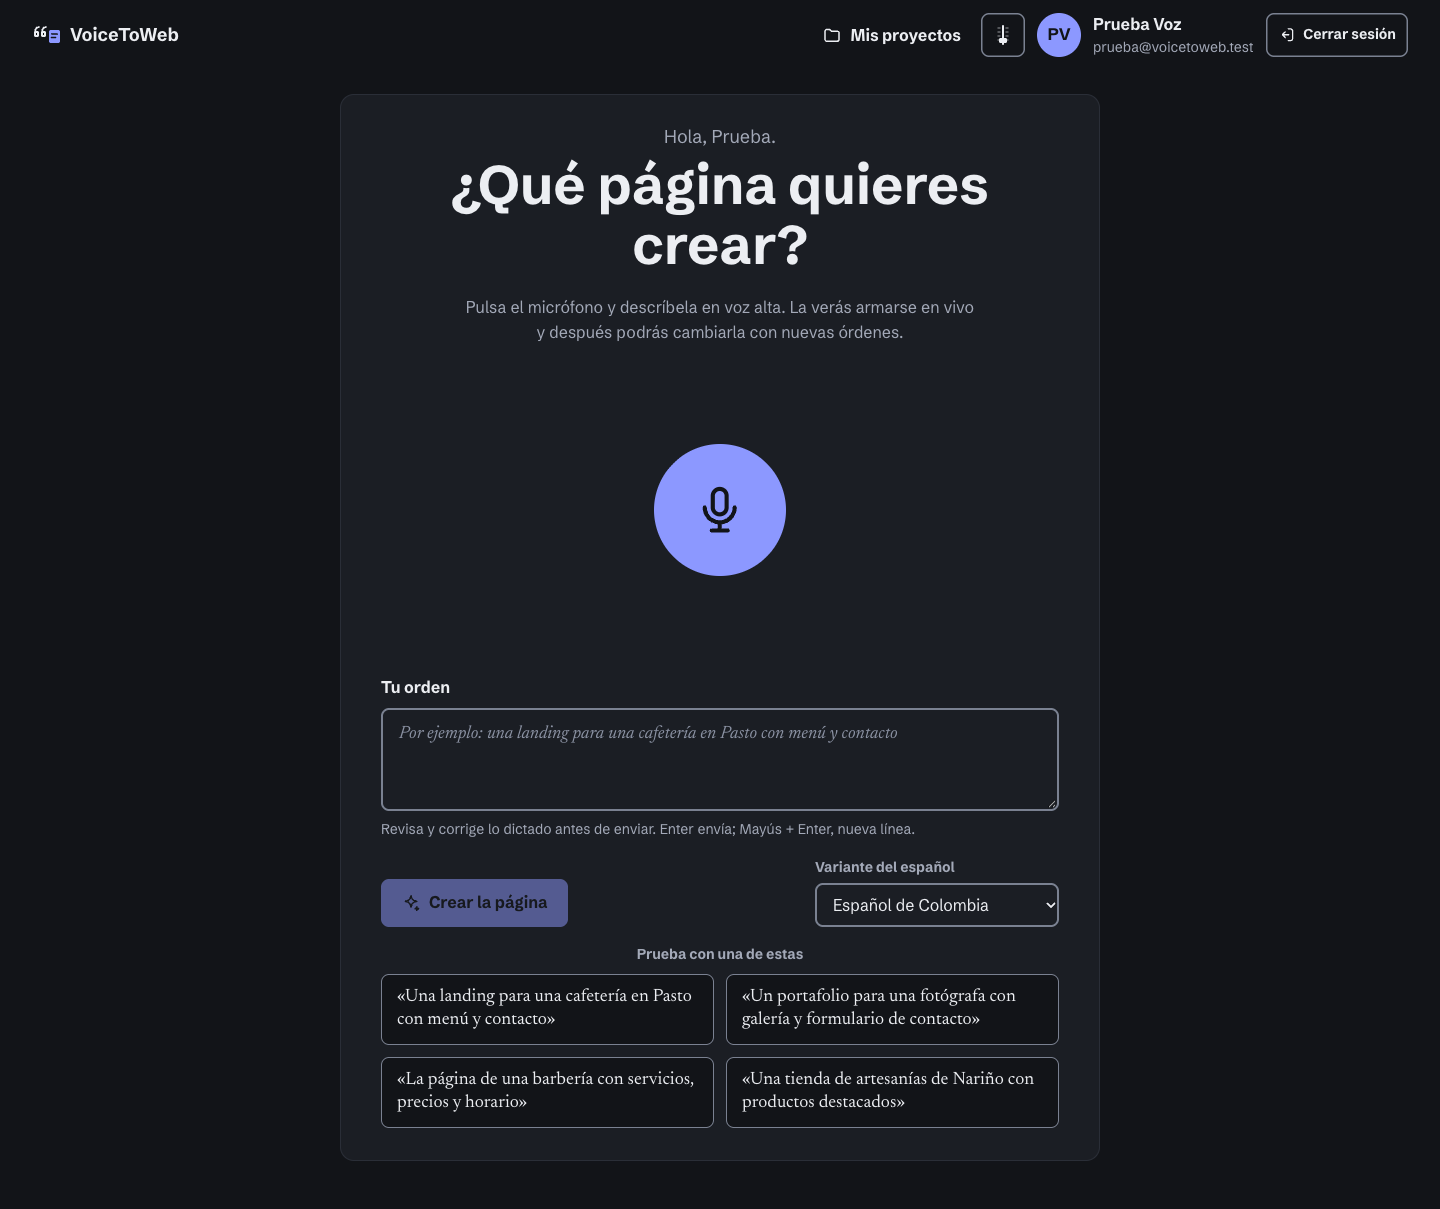 VoiceToWeb
Mis proyectos
PV
Prueba Voz
prueba@voicetoweb.test
Cerrar sesión
Hola, Prueba.
¿Qué página quieres
crear?
Pulsa el micrófono y descríbela en voz alta. La verás armarse en vivo
y después podrás cambiarla con nuevas órdenes.
Tu orden
Por ejemplo: una landing para una cafetería en Pasto con menú y contacto
Revisa y corrige lo dictado antes de enviar. Enter envía; Mayús + Enter, nueva línea.
Variante del español
Crear la página
Español de Colombia
Prueba con una de estas
«Una landing para una cafetería en Pasto
con menú y contacto»
«Un portafolio para una fotógrafa con
galería y formulario de contacto»
«La página de una barbería con servicios,
precios y horario»
«Una tienda de artesanías de Nariño con
productos destacados»